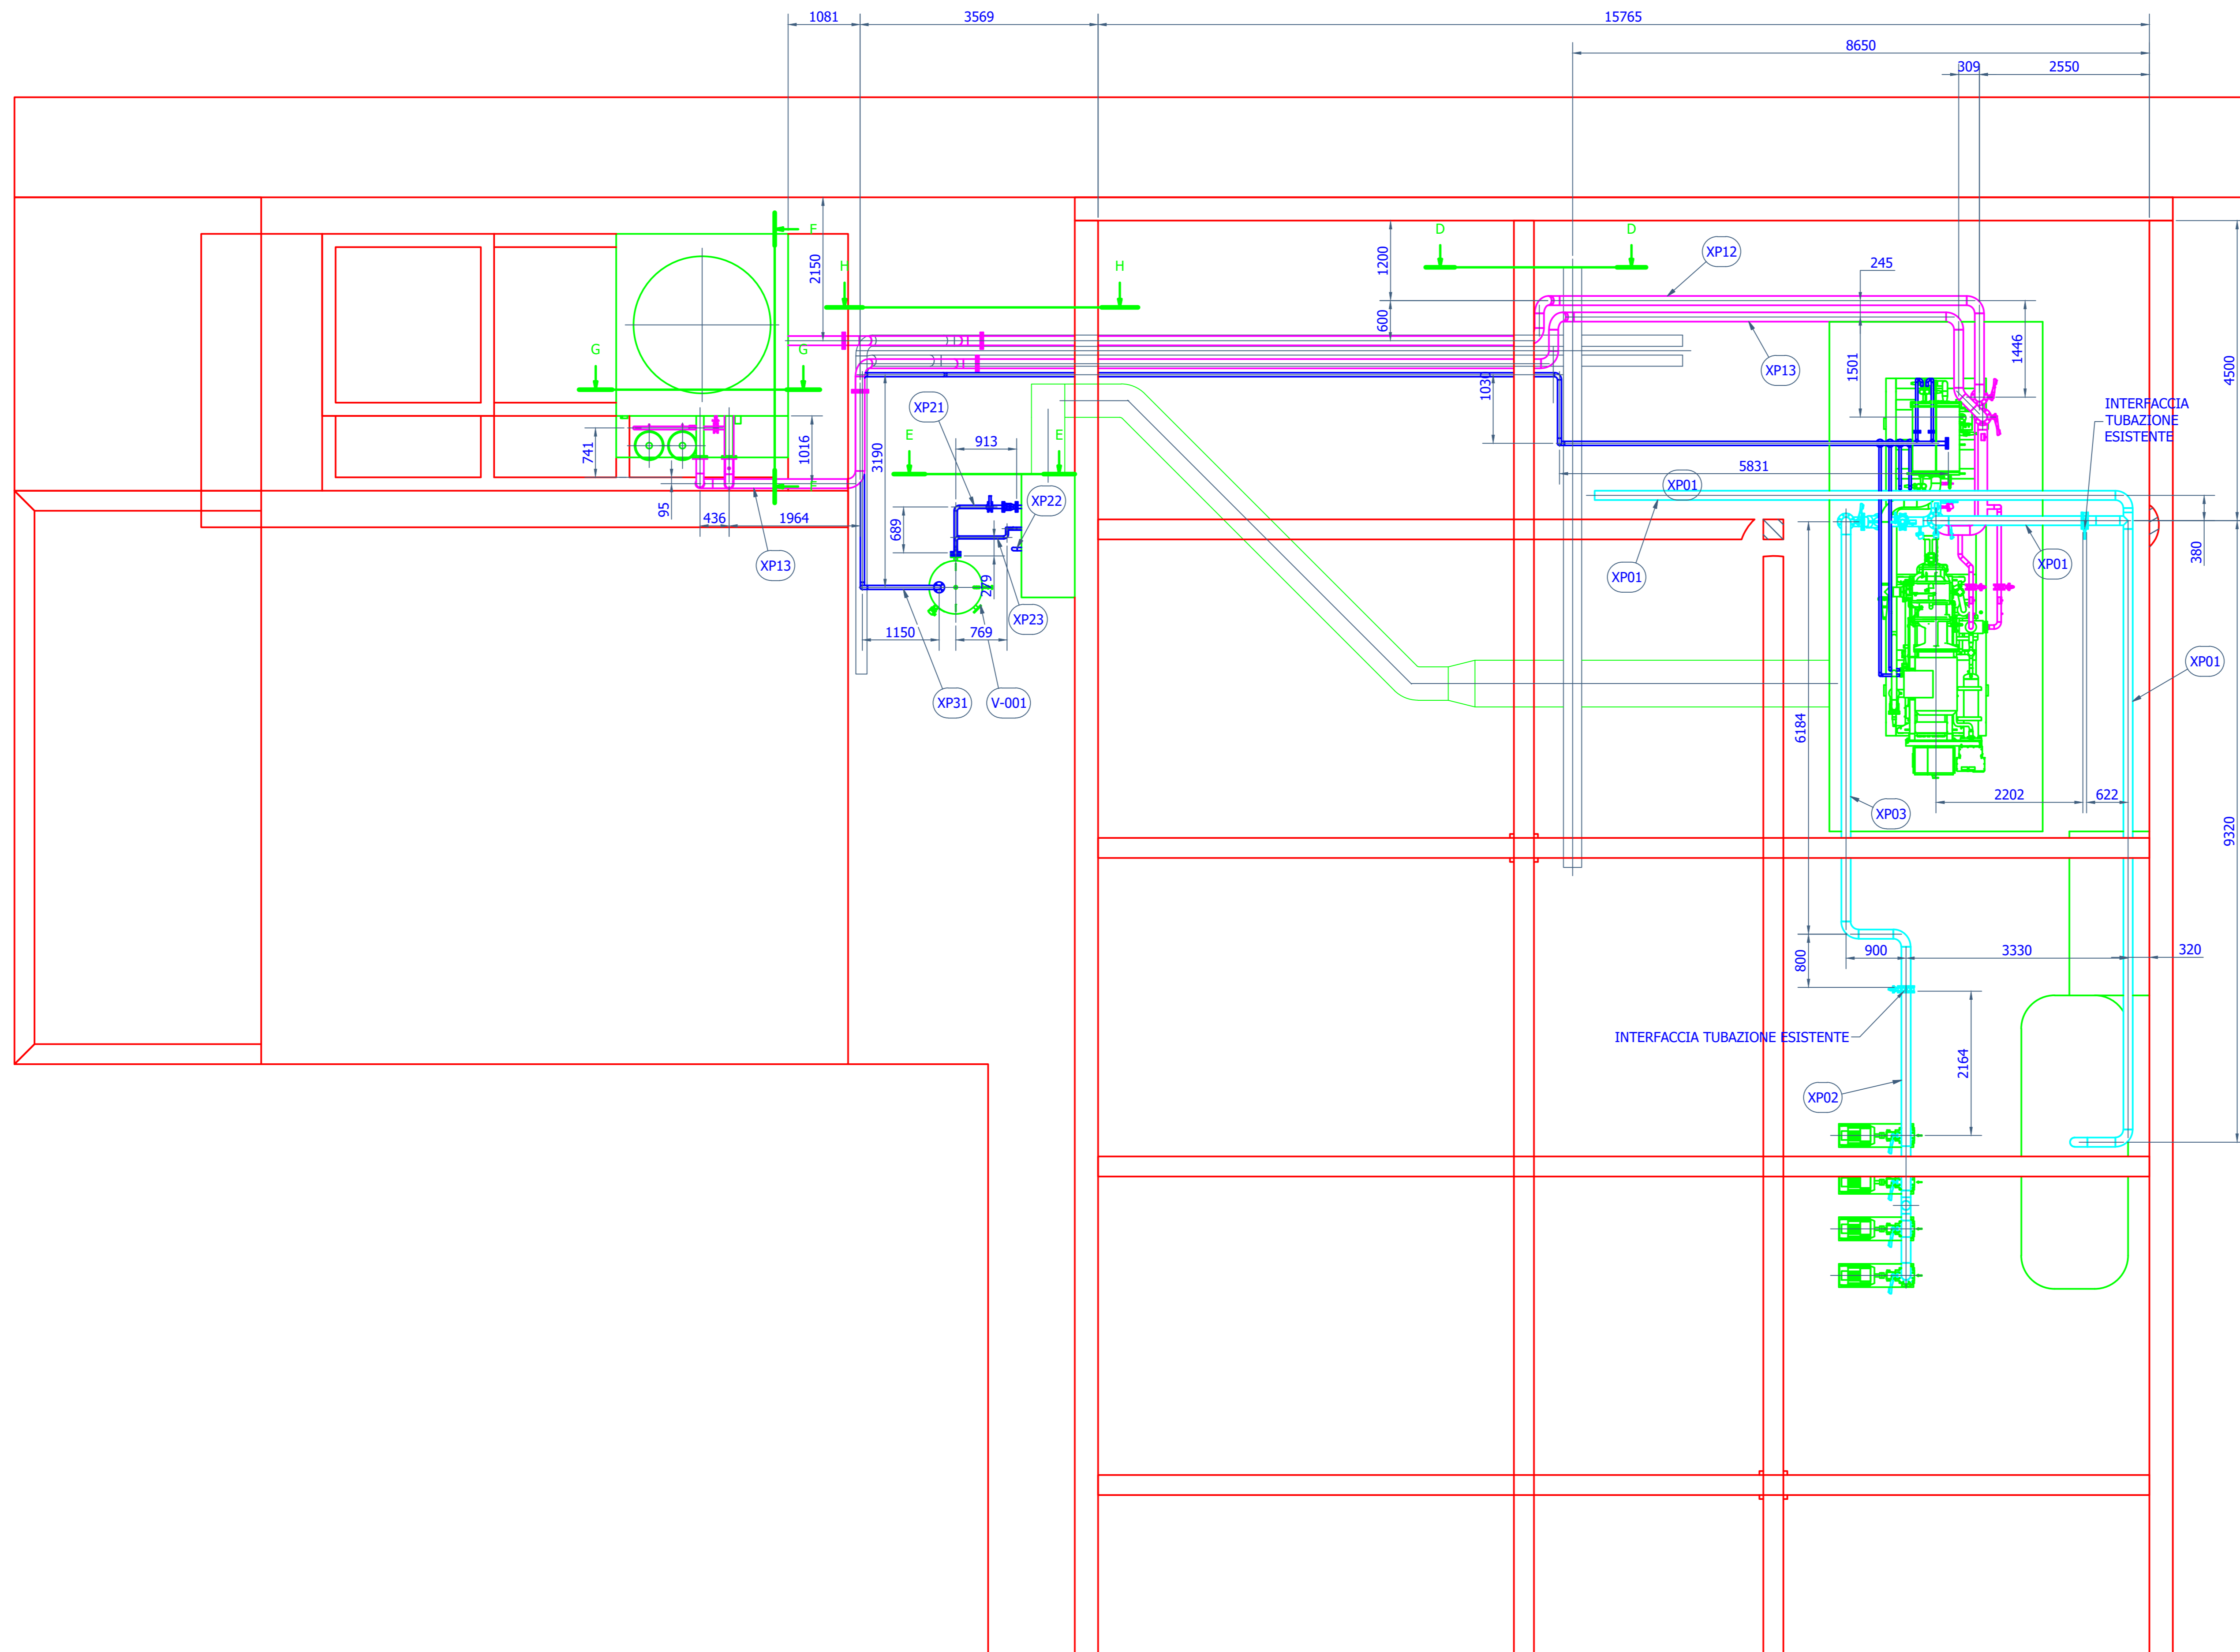 1081
3569
15765
8650
309
2550
F
D
D
XP12
2150
1200
H
H
245
600
G
G
1446
1501
XP13
4500
1030
XP21
INTERFACCIA
TUBAZIONE
ESISTENTE
E
913
E
741
1016
3190
5831
XP01
XP22
F
95
436
1964
689
380
XP13
279
XP01
XP01
XP23
1150
769
XP01
XP31
V-001
6184
2202
622
XP03
9320
800
900
3330
320
INTERFACCIA TUBAZIONE ESISTENTE
2164
XP02